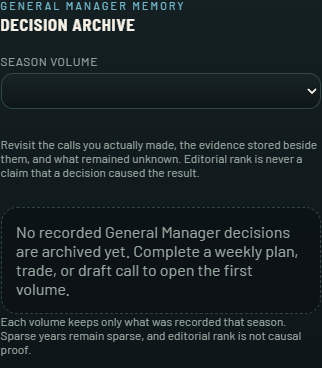 GENERAL MANAGER MEMORY
DECISION ARCHIVE
SEASON VOLUME
Revisit the calls you actually made, the evidence stored beside
them, and what remained unknown. Editorial rank is never a
claim that a decision caused the result.
No recorded General Manager decisions
are archived yet. Complete a weekly plan,
trade, or draft call to open the first
volume.
Each volume keeps only what was recorded that season.
Sparse years remain sparse, and editorial rank is not causal
proof.